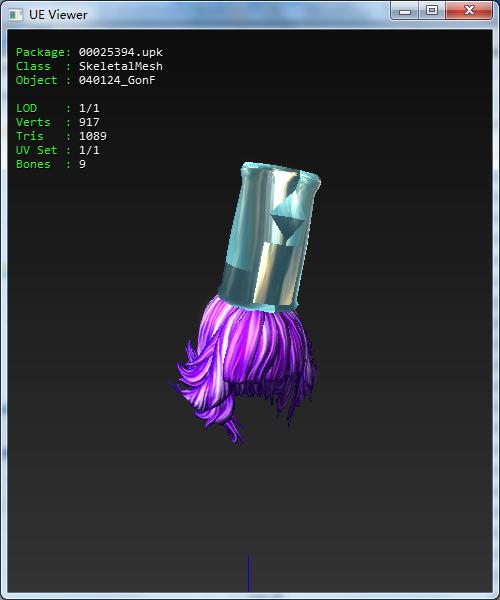 UE Viewer
Package: 00025394.upk
Class : SkeletalMesh
Object : 040124_GonF
LOD : 1/1
Verts : 917
Tris : 1089
UV Set : 1/1
Bones : 9